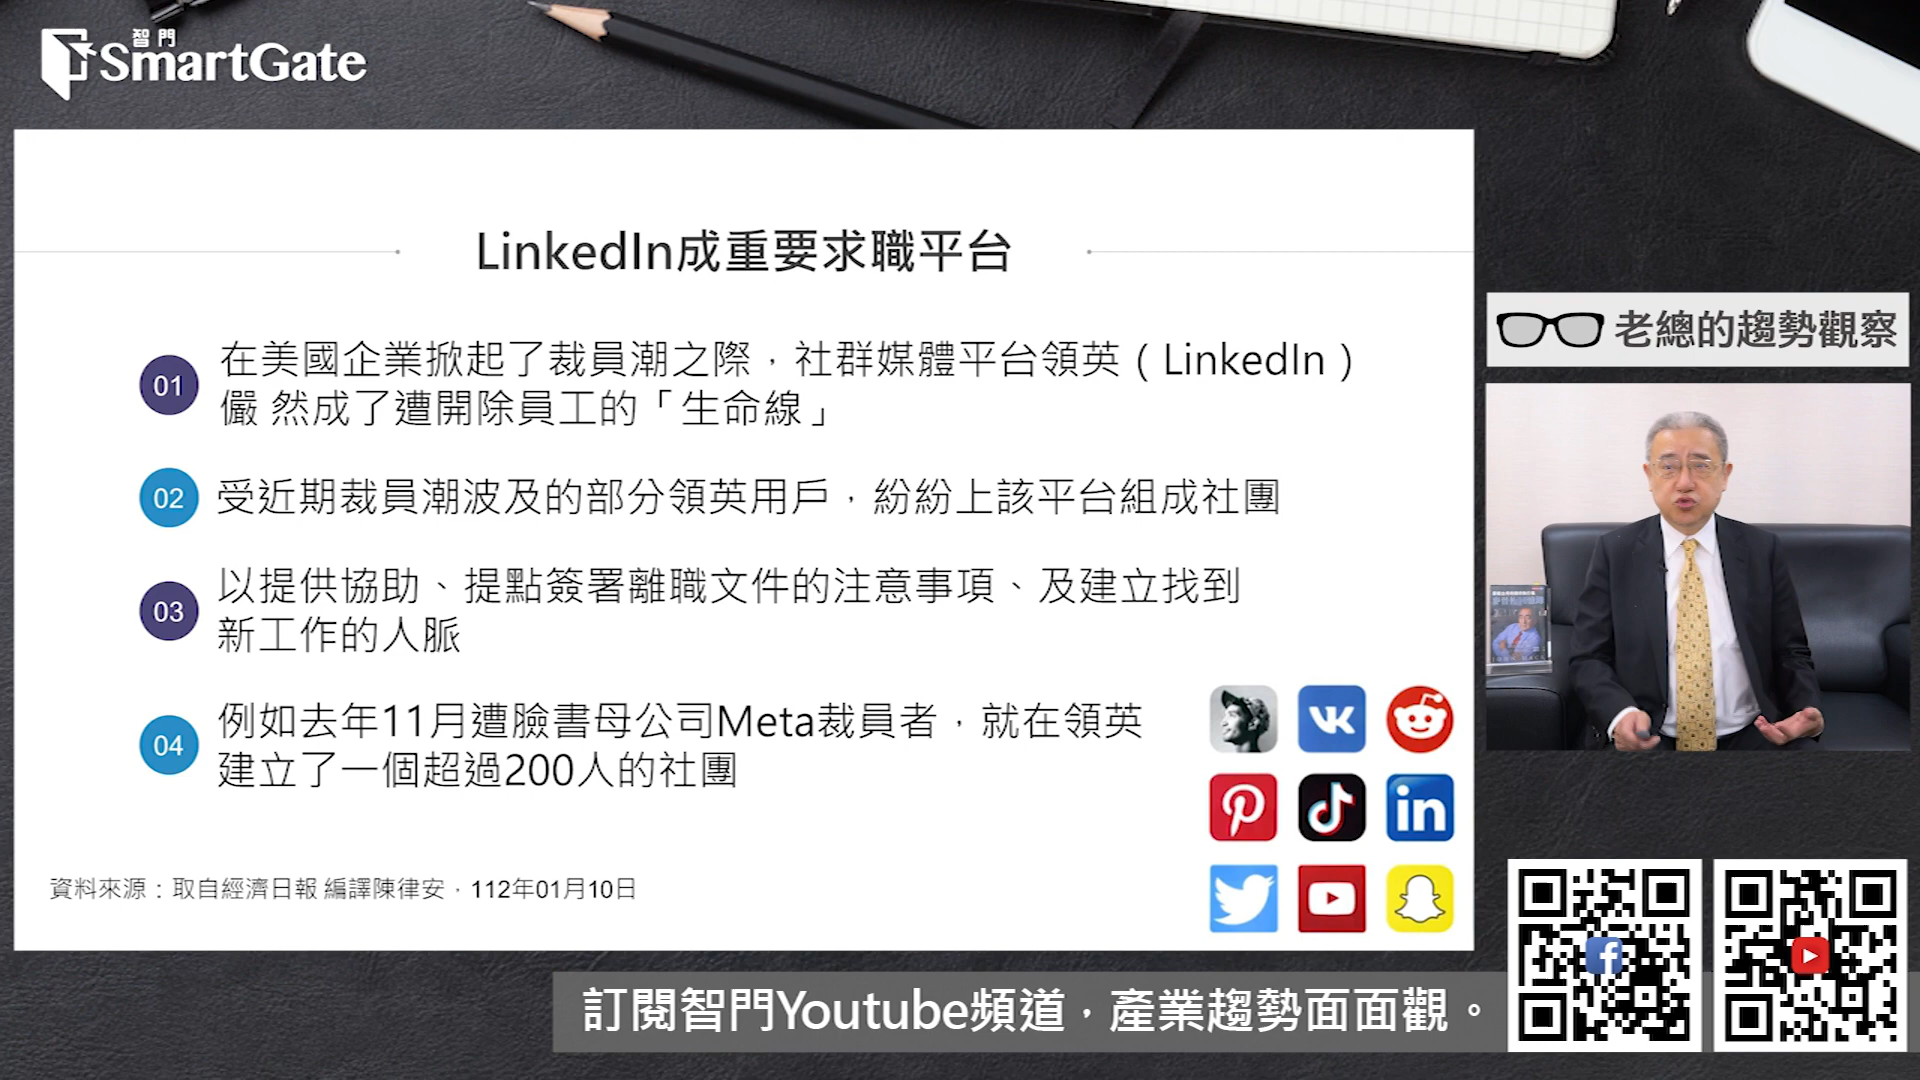 智門
SmartGate
LinkedIn成重要求職平台
01
在美國企業掀起了裁員潮之際，社群媒體平台領英（LinkedIn）
儼 然成了遭開除員工的「生命線」
02
受近期裁員潮波及的部分領英用戶，紛紛上該平台組成社團
03
以提供協助、提點簽署離職文件的注意事項、及建立找到
新工作的人脈
04
例如去年11月遭臉書母公司Meta裁員者，就在領英
建立了一個超過200人的社團
資料來源：取自經濟日報 編譯陳律安，112年01月10日
in
老總的趨勢觀察
訂閱智門Youtube頻道，產業趨勢面面觀。